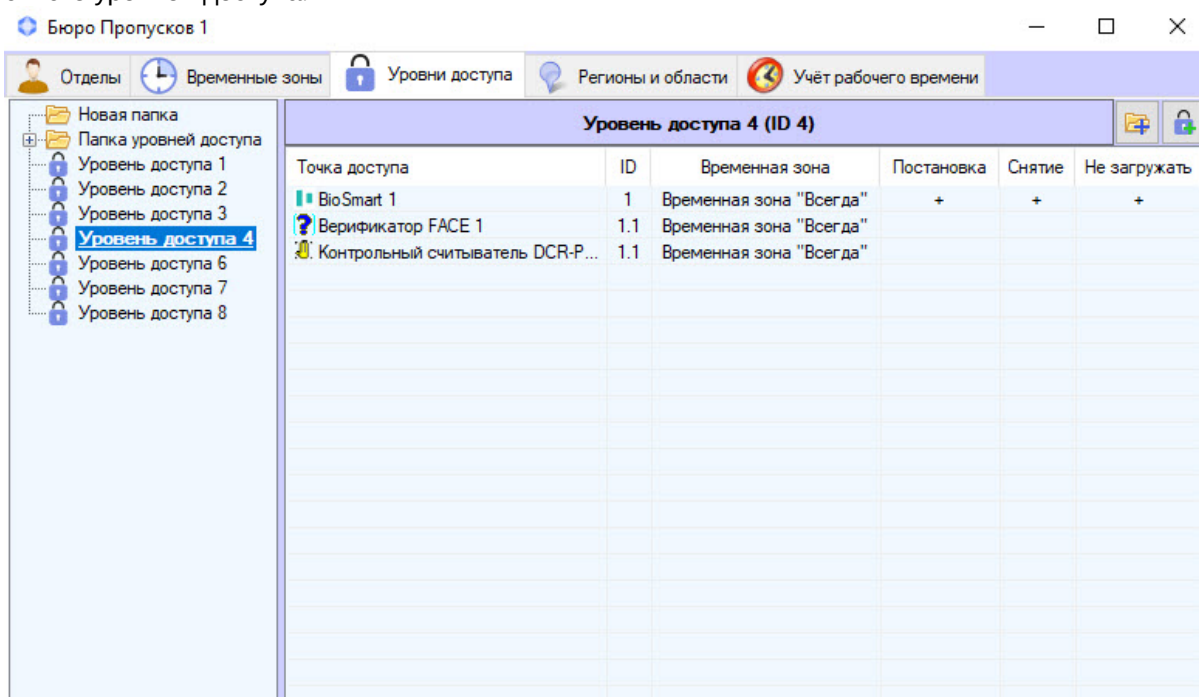 Бюро Пропусков 1
Отделы Временные зоны Уровни доступа Регионы и области Учёт рабочего времени
Новая папка
Папка уровней доступа
Уровень доступа 1
Уровень доступа 2
Уровень доступа 3
Уровень доступа 4
Уровень доступа 6
Уровень доступа 7
Уровень доступа 8
Уровень доступа 4 (ID 4)
Точка доступа ID Временная зона Постановка Снятие Не загружать
BioSmart 1 1 Временная зона "Всегда" + + +
Верификатор FACE 1 1.1 Временная зона "Всегда"
Контрольный считыватель DCR-P... 1.1 Временная зона "Всегда"